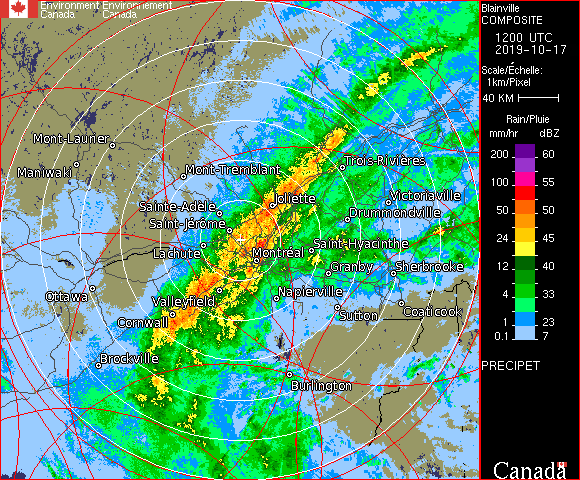 Environment Environnement
Canada Canada
Blainville
COMPOSITE
1200 UTC
2019-10-17
Scale/Échelle:
1km/Pixel
40 KM
Rain/Pluie
mm/hr dBZ
200 60
100 55
50 50
24 45
12 40
4 33
1 23
0.1 7
PRECIPET
Canada
Mont-Laurier
Maniwaki
Mont-Tremblant
Trois-Rivières
Sainte-Adele
Joliette
Victoriaville
Saint-Jérôme
Drummondville
Lachute
Montréal
Saint-Hyacinthe
Granby
Sherbrooke
Ottawa
Valleyfield
Napierville
Cornwall
Sutton
Coaticook
Brockville
Burlington